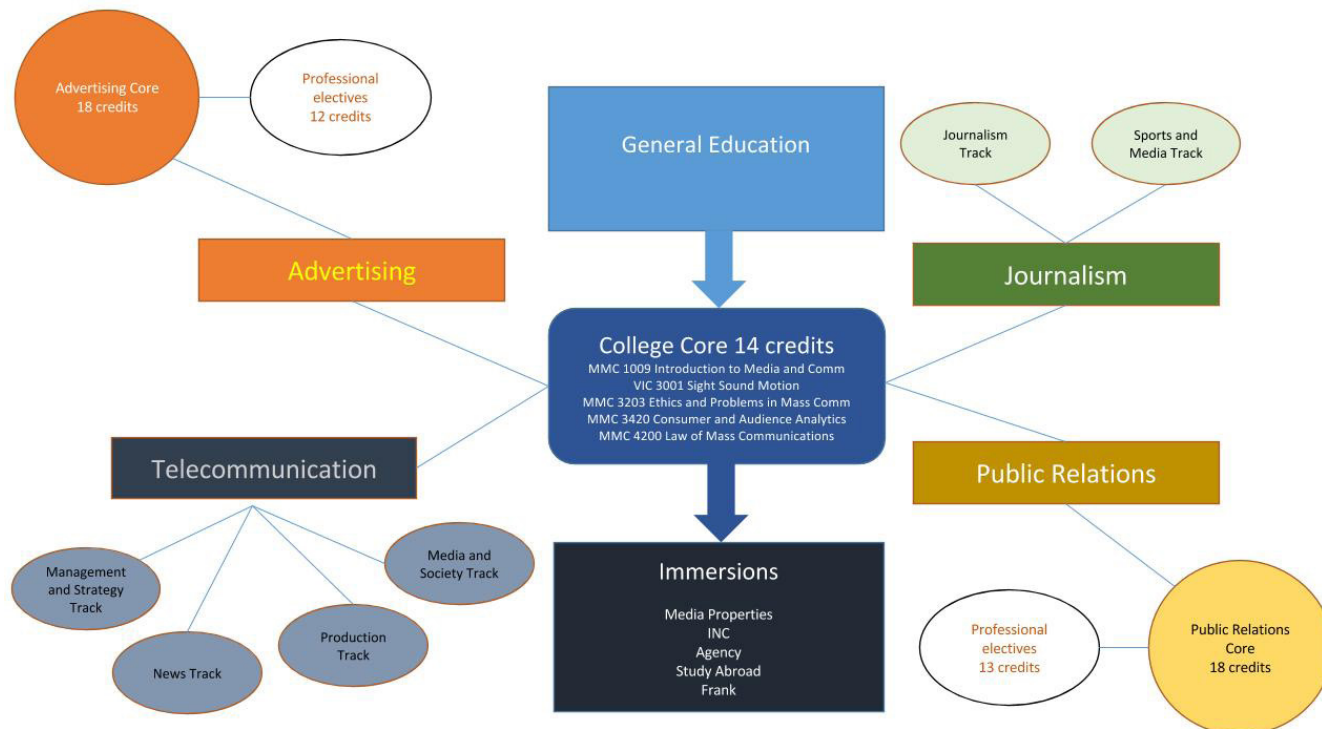 Advertising Core
18 credits
Professional
electives
12 credits
General Education
Journalism
Track
Sports and
Media Track
Advertising
Journalism
College Core 14 credits
MMC 1009 Introduction to Media and Comm
VIC 3001 Sight Sound Motion
MMC 3203 Ethics and Problems in Mass Comm
MMC 3420 Consumer and Audience Analytics
MMC 4200 Law of Mass Communications
Telecommunication
Public Relations
Management
and Strategy
Track
News Track
Production
Track
Media and
Society Track
Immersions
Media Properties
INC
Agency
Study Abroad
Frank
Professional
electives
13 credits
Public Relations
Core
18 credits